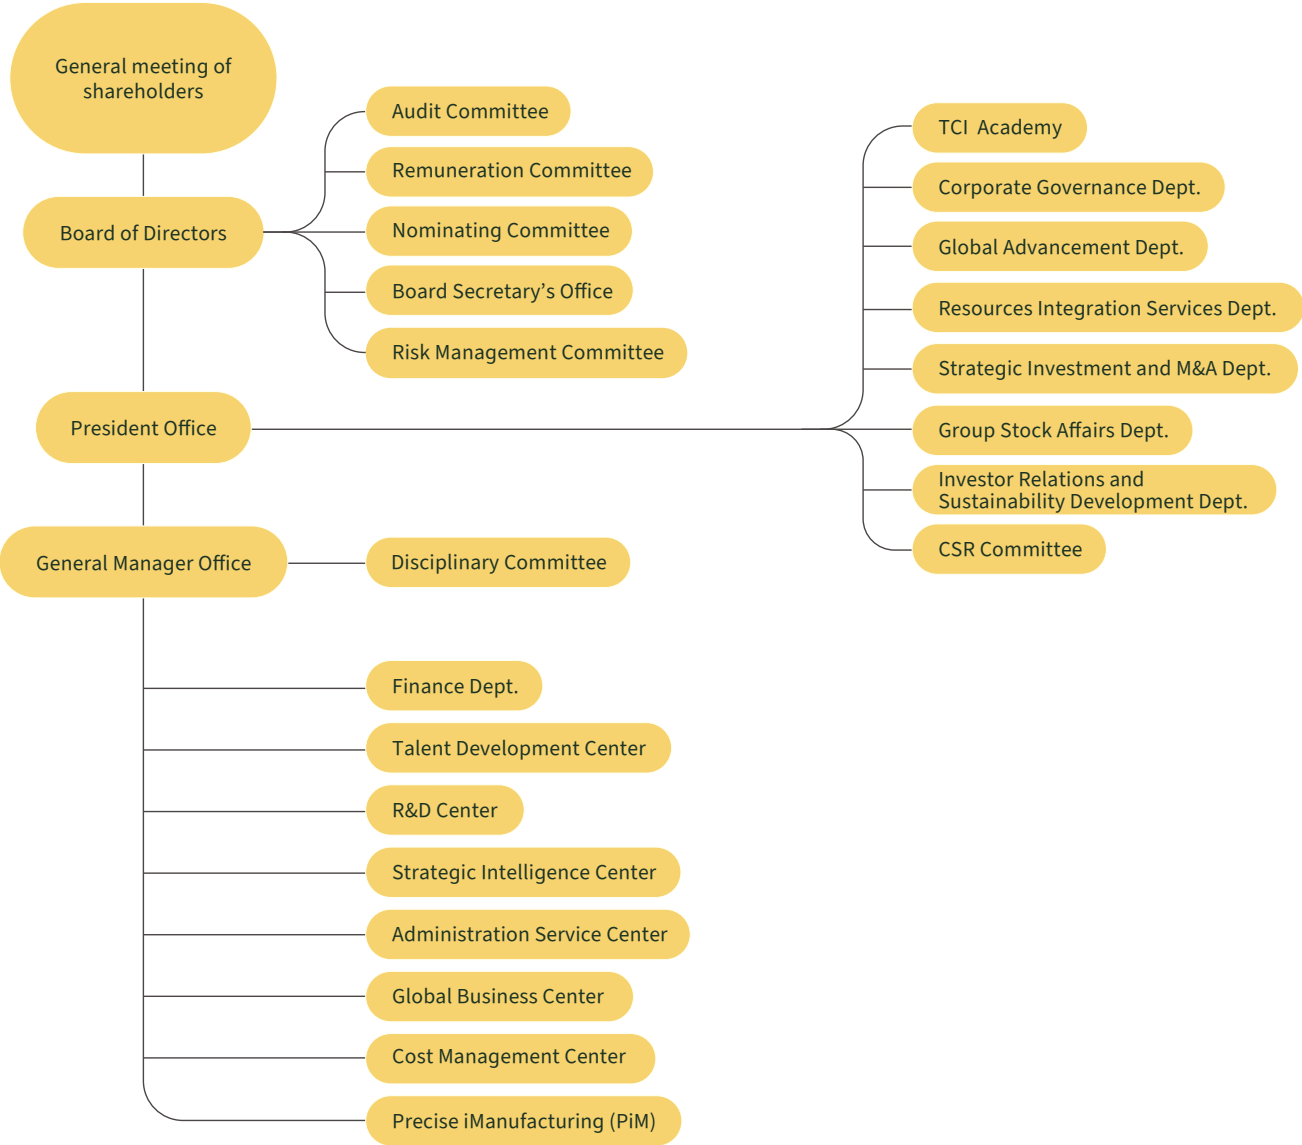 General meeting of
shareholders
Board of Directors
Audit Committee
Remuneration Committee
Nominating Committee
Board Secretary’s Office
Risk Management Committee
President Office
TCI Academy
Corporate Governance Dept.
Global Advancement Dept.
Resources Integration Services Dept.
Strategic Investment and M&A Dept.
Group Stock Affairs Dept.
Investor Relations and
Sustainability Development Dept.
CSR Committee
General Manager Office
Disciplinary Committee
Finance Dept.
Talent Development Center
R&D Center
Strategic Intelligence Center
Administration Service Center
Global Business Center
Cost Management Center
Precise iManufacturing (PiM)